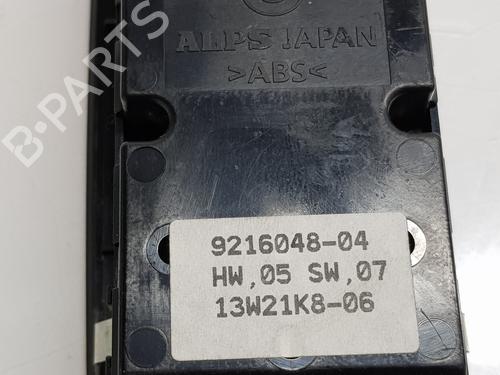 ALPS JAPAN
>ABS<
B-PARTS
9216048-04
HW,05 SW,07
13W21K8-06